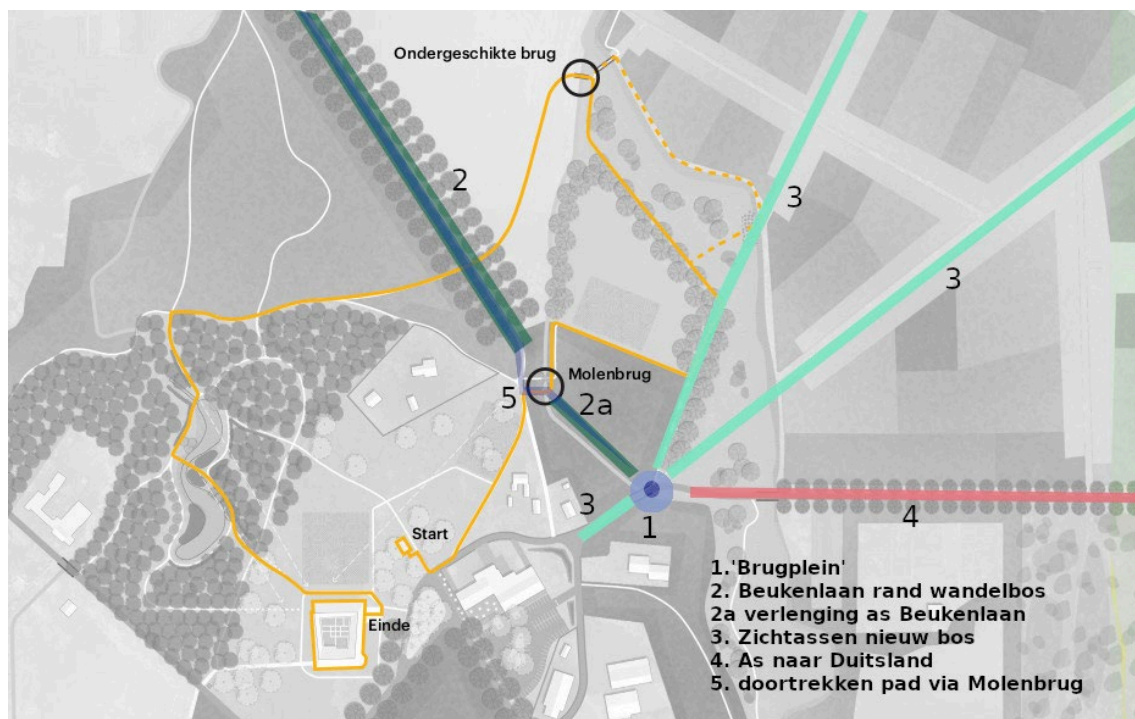 Ondergeschikte brug
2
3
3
Molenbrug
5
2a
3
1
4
Start
Einde
1.'Brugplein'
2. Beukenlaan rand wandelbos
2a verlenging as Beukenlaan
3. Zichtassen nieuw bos
4. As naar Duitsland
5. doortrekken pad via Molenbrug